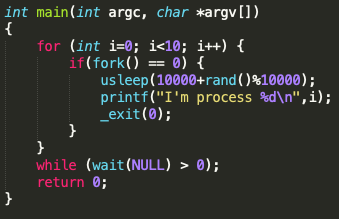 int main(int argc, char *argv[])
{
    for (int i=0; i<10; i++) {
        if(fork() == 0) {
            usleep(10000+rand()%10000);
            printf("I'm process %d\n",i);
            _exit(0);
        }
    }
    while (wait(NULL) > 0);
    return 0;
}